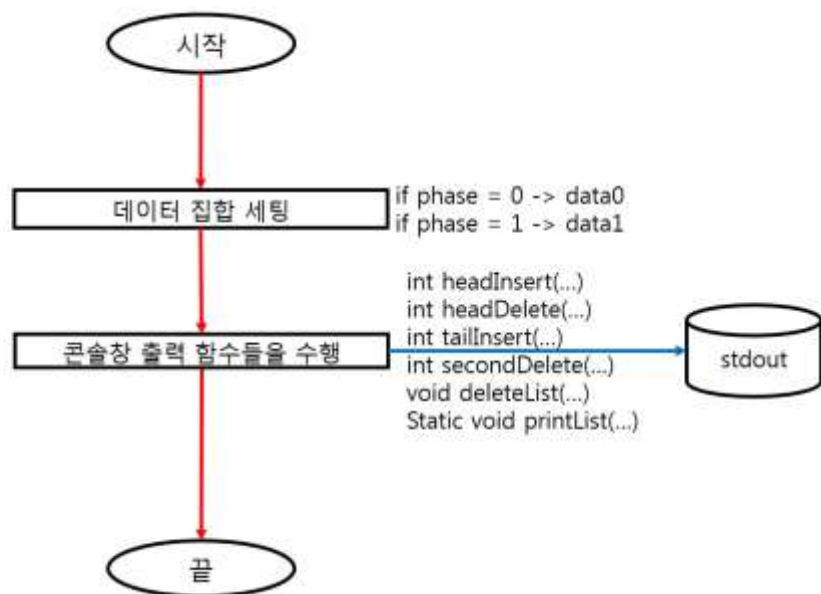 시작
데이터 집합 세팅
if phase = 0 -> data0
if phase = 1 -> data1
콘솔창 출력 함수들을 수행
int headInsert(...)
int headDelete(...)
int tailInsert(...)
int secondDelete(...)
void deleteList(...)
Static void printList(...)
stdout
끝